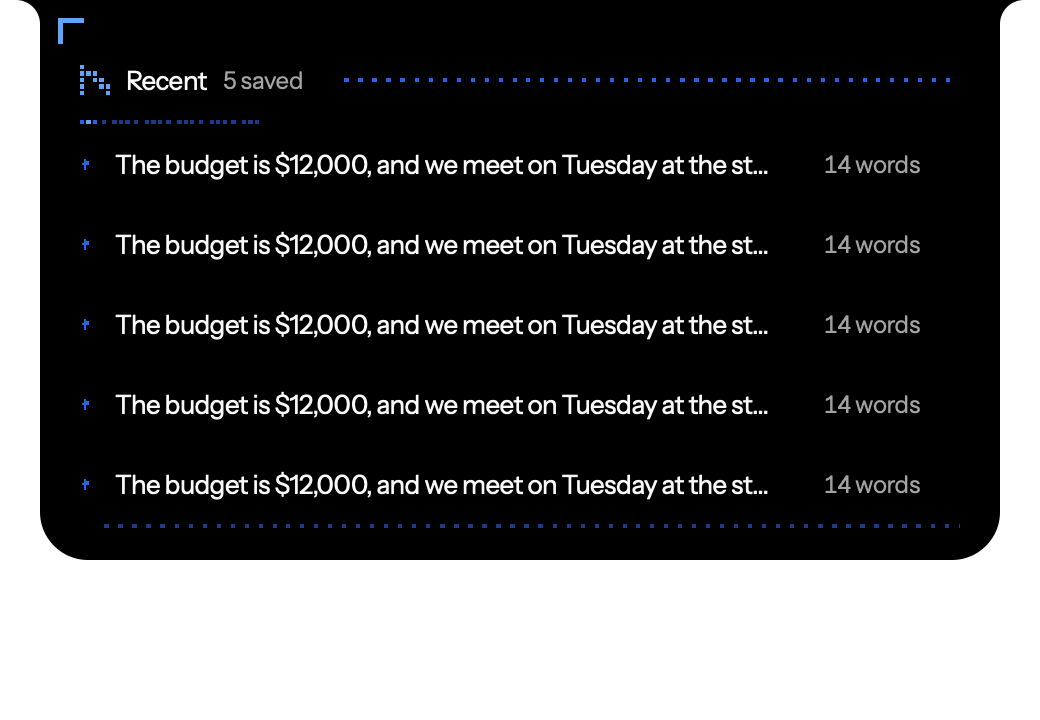 Recent 5 saved
The budget is $12,000, and we meet on Tuesday at the st... 14 words
The budget is $12,000, and we meet on Tuesday at the st... 14 words
The budget is $12,000, and we meet on Tuesday at the st... 14 words
The budget is $12,000, and we meet on Tuesday at the st... 14 words
The budget is $12,000, and we meet on Tuesday at the st... 14 words